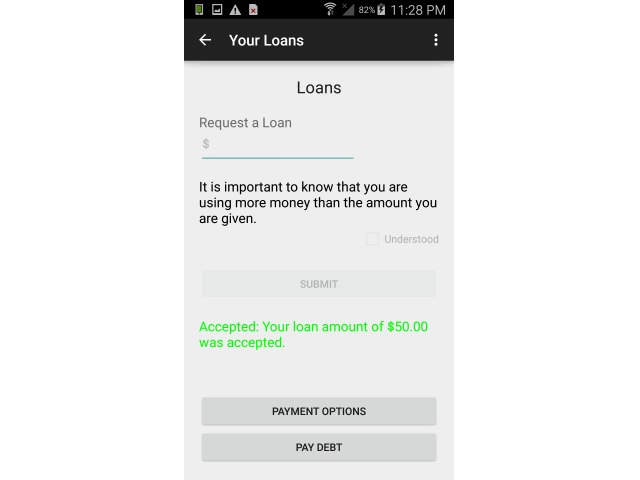 82% 11:28 PM
Your Loans
Loans
Request a Loan
$
It is important to know that you are
using more money than the amount you
are given.
Understood
SUBMIT
Accepted: Your loan amount of $50.00
was accepted.
PAYMENT OPTIONS
PAY DEBT